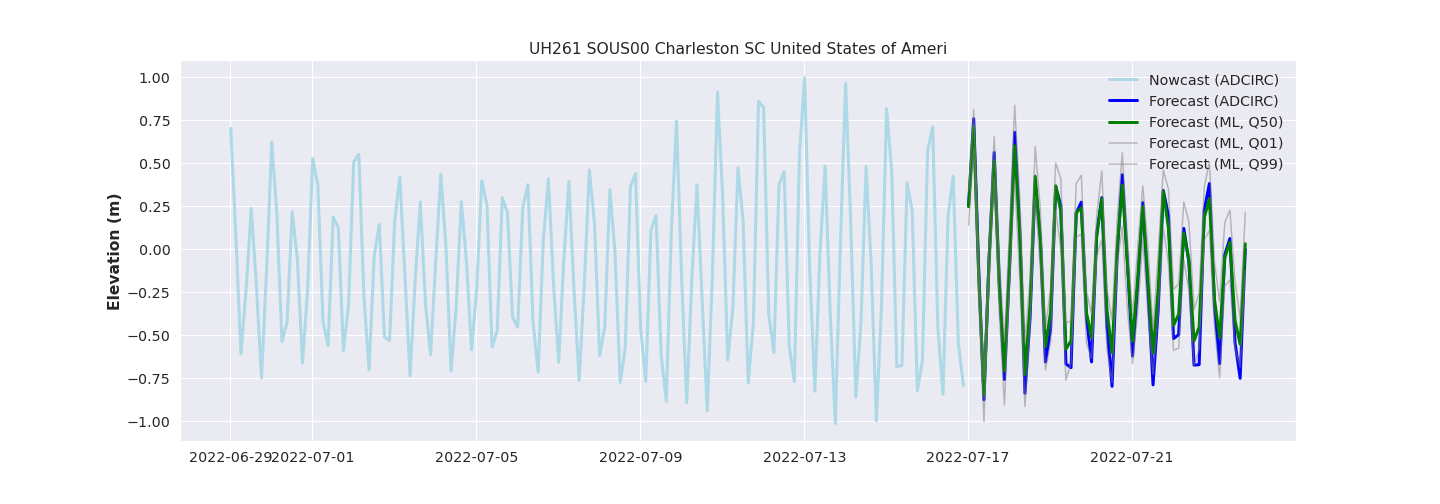 UH261 SOUS00 Charleston SC United States of Ameri
Elevation (m)
1.00
0.75
0.50
0.25
0.00
−0.25
−0.50
−0.75
−1.00
Nowcast (ADCIRC)
Forecast (ADCIRC)
Forecast (ML, Q50)
Forecast (ML, Q01)
Forecast (ML, Q99)
2022-06-29 2022-07-01 2022-07-05 2022-07-09 2022-07-13 2022-07-17 2022-07-21